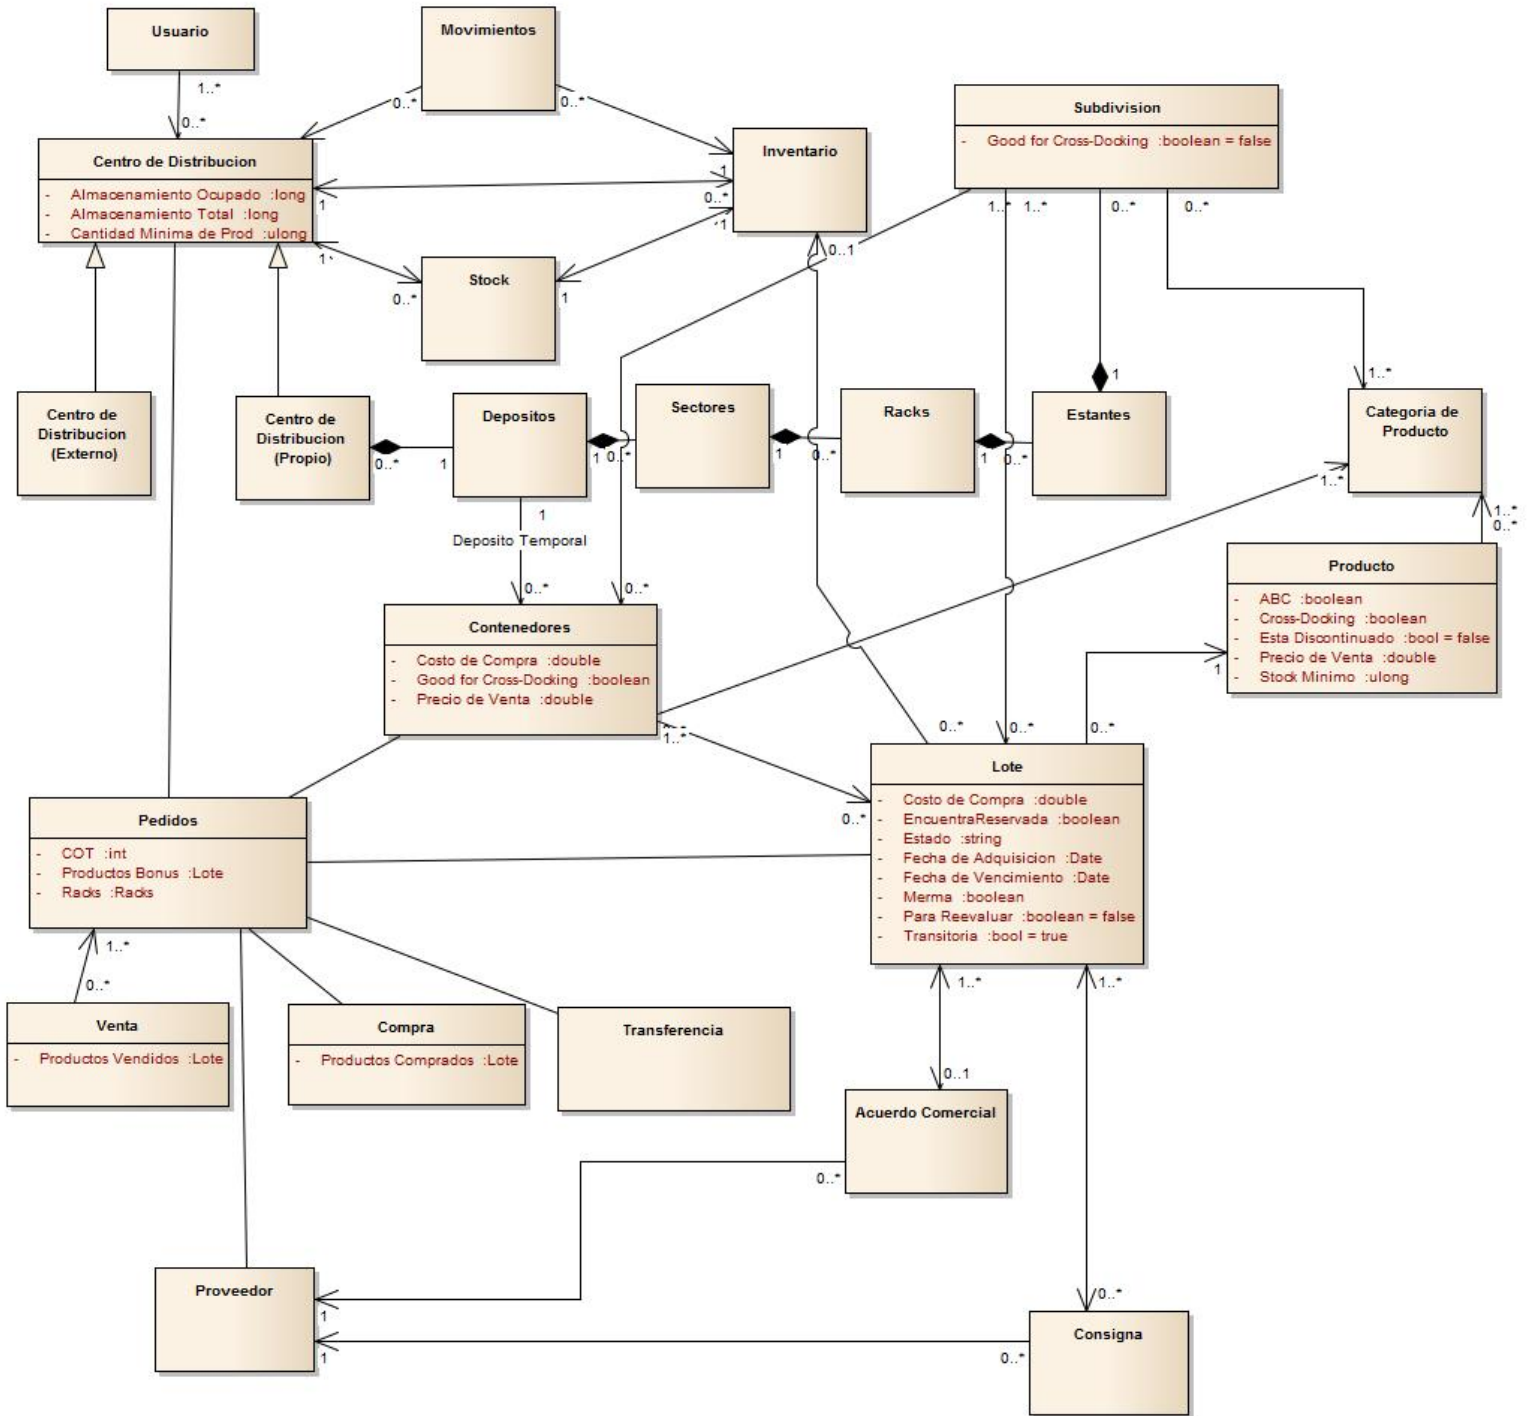 Usuario
Movimientos
1..*
0..*
0..*
0..*
Subdivision
- Good for Cross-Docking :boolean = false
Centro de Distribucion
- Almacenamiento Ocupado :long
- Almacenamiento Total :long
- Cantidad Minima de Prod :ulong
Inventario
1
1
0..*
1
1
0..*
1
Stock
0..1
1..*
1..*
0..*
0..*
Centro de
Distribucion
(Externo)
Centro de
Distribucion
(Propio)
0..*
1
Depositos
1
0..*
Sectores
1
0..*
Racks
1
0..*
Estantes
1
1..*
Categoria de
Producto
1..*
1..*
0..*
1
Deposito Temporal
0..*
0..*
Contenedores
- Costo de Compra :double
- Good for Cross-Docking :boolean
- Precio de Venta :double
Producto
- ABC :boolean
- Cross-Docking :boolean
- Esta Discontinuado :bool = false
- Precio de Venta :double
- Stock Minimo :ulong
1
1..*
0..*
0..*
0..*
0..*
Lote
- Costo de Compra :double
- EncuentraReservada :boolean
- Estado :string
- Fecha de Adquisicion :Date
- Fecha de Vencimiento :Date
- Merma :boolean
- Para Reevaluar :boolean = false
- Transitoria :bool = true
Pedidos
- COT :int
- Productos Bonus :Lote
- Racks :Racks
1..*
0..*
1..*
1..*
Venta
- Productos Vendidos :Lote
Compra
- Productos Comprados :Lote
Transferencia
0..1
Acuerdo Comercial
0..*
Proveedor
1
1
0..*
0..*
Consigna